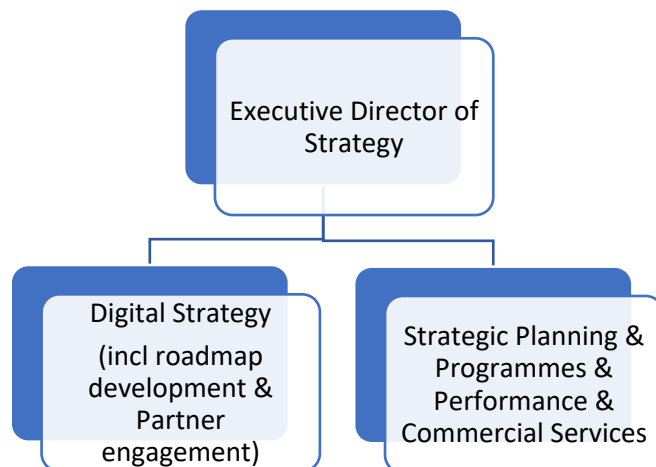 Executive Director of
Strategy
Digital Strategy
(incl roadmap
development &
Partner
engagement)
Strategic Planning &
Programmes &
Performance &
Commercial Services